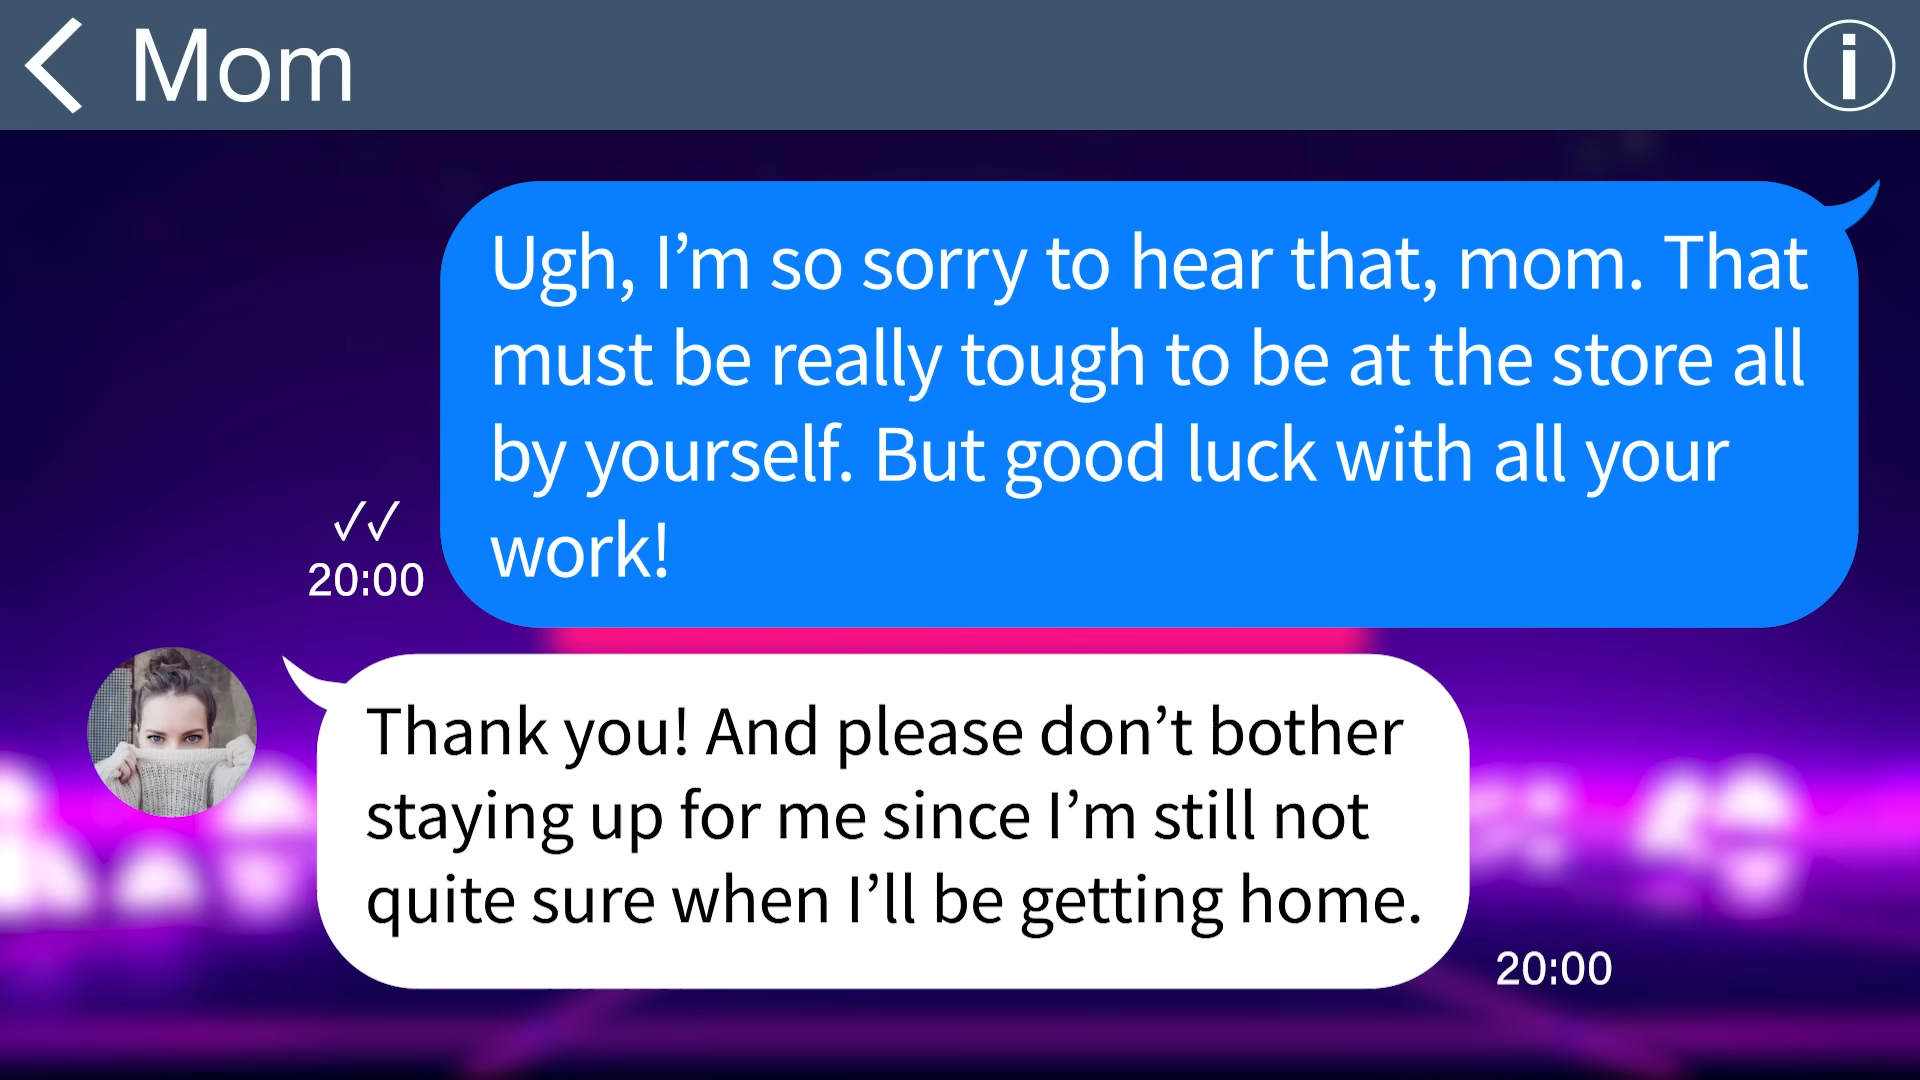 Mom
Ugh, I’m so sorry to hear that, mom. That
must be really tough to be at the store all
by yourself. But good luck with all your
work!
20:00
Thank you! And please don’t bother
staying up for me since I’m still not
quite sure when I’ll be getting home.
20:00